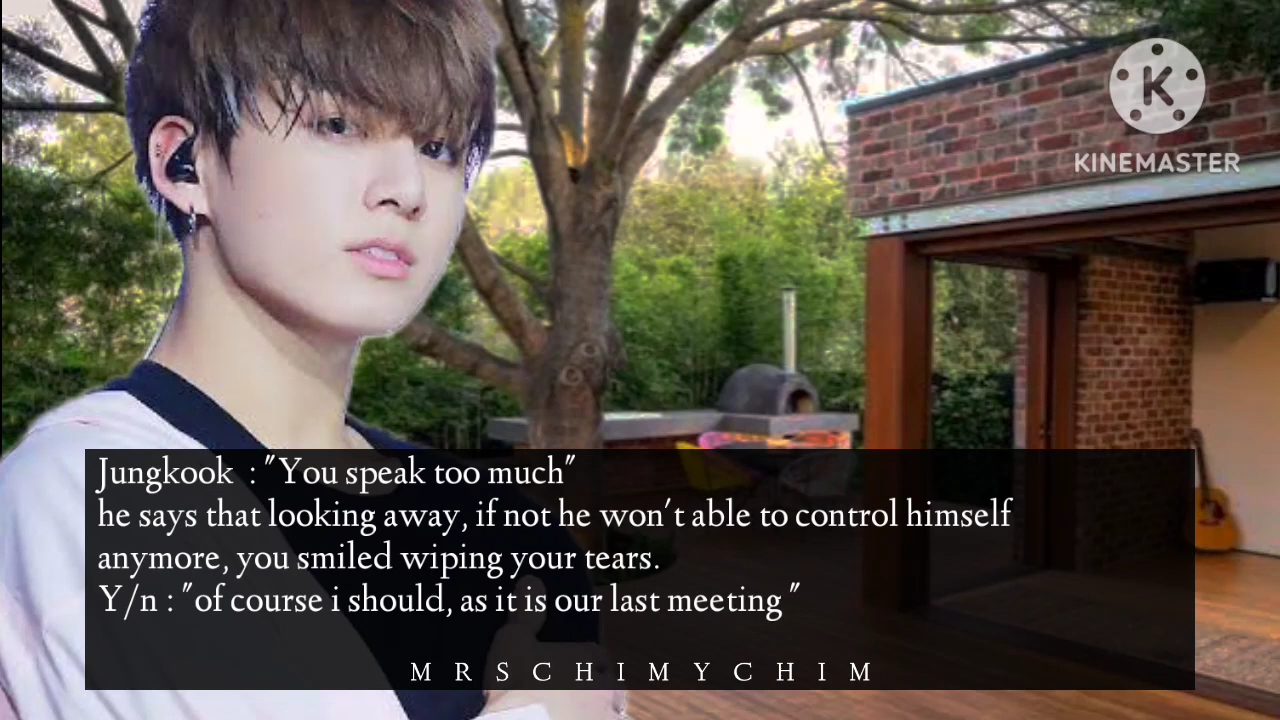 KINEMASTER
Jungkook : "You speak too much"
he says that looking away, if not he won't able to control himself
anymore, you smiled wiping your tears.
Y/n : "of course i should, as it is our last meeting "
MRSCHIMYCHIM